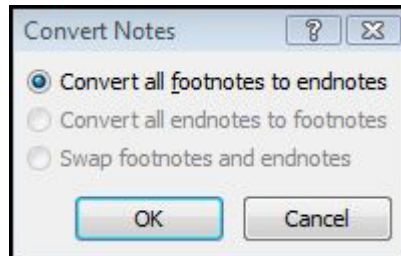 Convert Notes
Convert all footnotes to endnotes
Convert all endnotes to footnotes
Swap footnotes and endnotes
OK Cancel